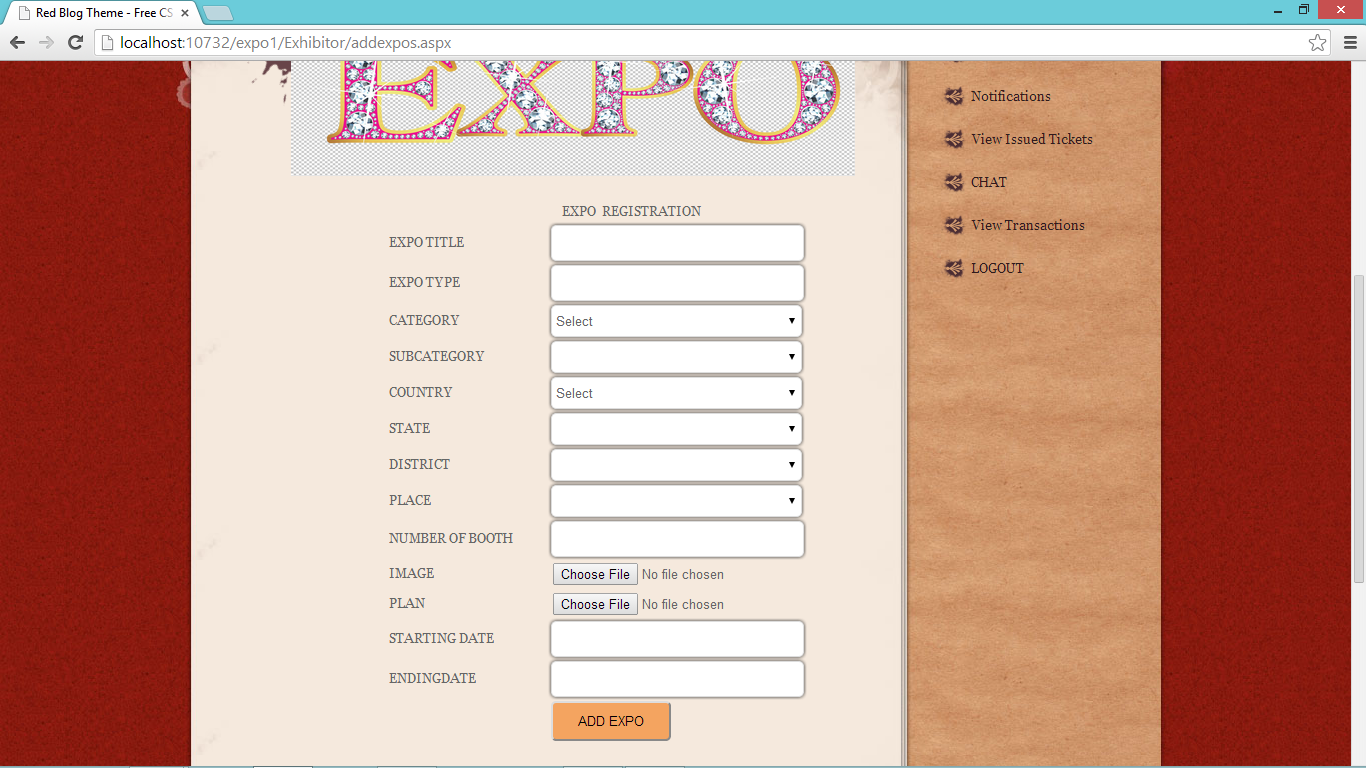 Red Blog Theme - Free CS
localhost:10732/expo1/Exhibitor/addexpos.aspx
EXPO
Notifications
View Issued Tickets
CHAT
View Transactions
LOGOUT
EXPO REGISTRATION
EXPO TITLE
EXPO TYPE
CATEGORY Select
SUBCATEGORY
COUNTRY Select
STATE
DISTRICT
PLACE
NUMBER OF BOOTH
IMAGE Choose File No file chosen
PLAN Choose File No file chosen
STARTING DATE
ENDINGDATE
ADD EXPO